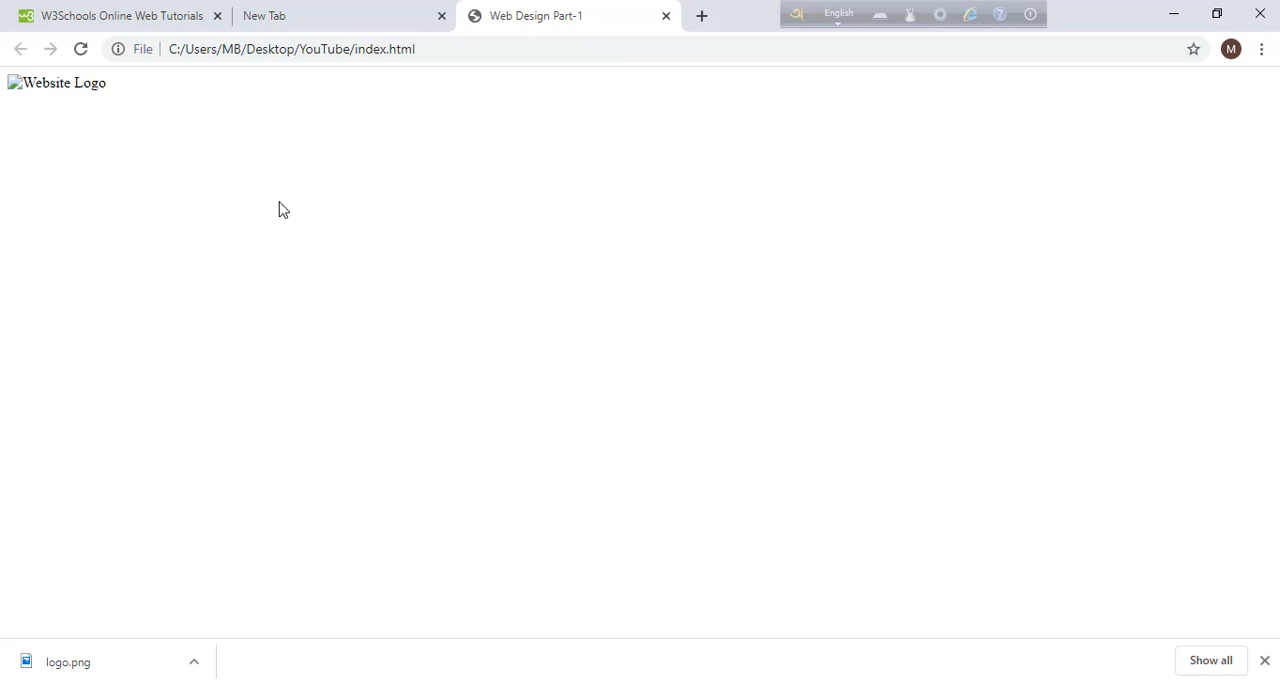 W3Schools Online Web Tutorials New Tab Web Design Part-1 অ English
File C:/Users/MB/Desktop/YouTube/index.html M
Website Logo
logo.png Show all